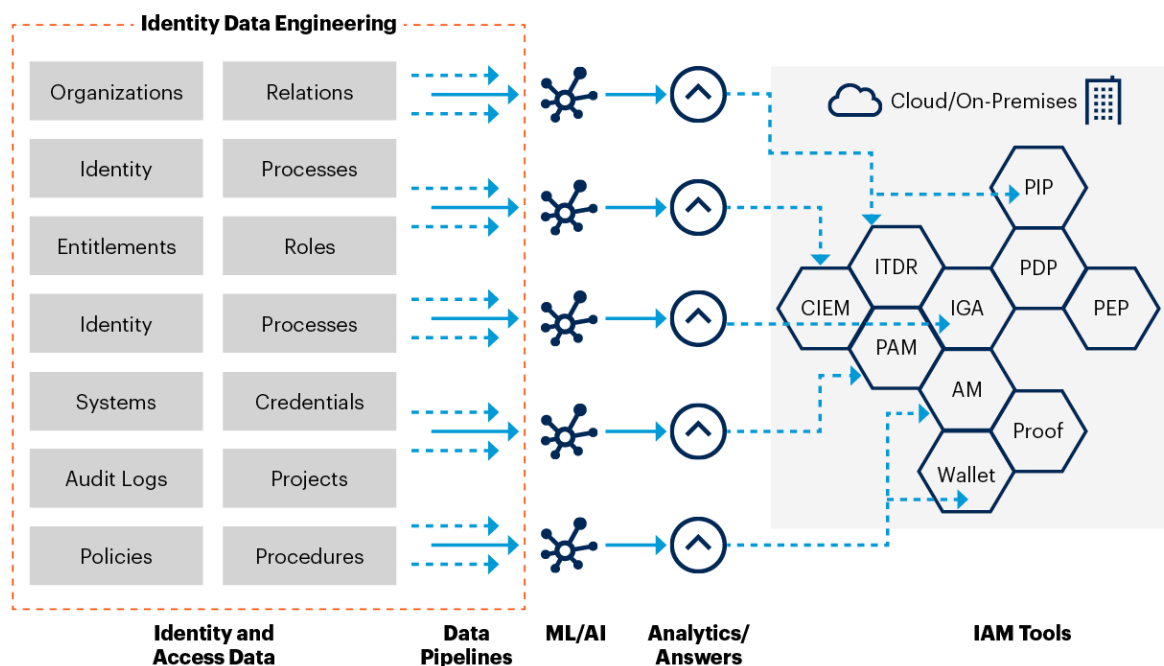 Identity Data Engineering
Organizations
Relations
Identity
Processes
Entitlements
Roles
Identity
Processes
Systems
Credentials
Audit Logs
Projects
Policies
Procedures
Cloud/On-Premises
PIP
ITDR
PDP
CIEM
IGA
PEP
PAM
AM
Proof
Wallet
Identity and
Access Data
Data
Pipelines
ML/AI
Analytics/
Answers
IAM Tools